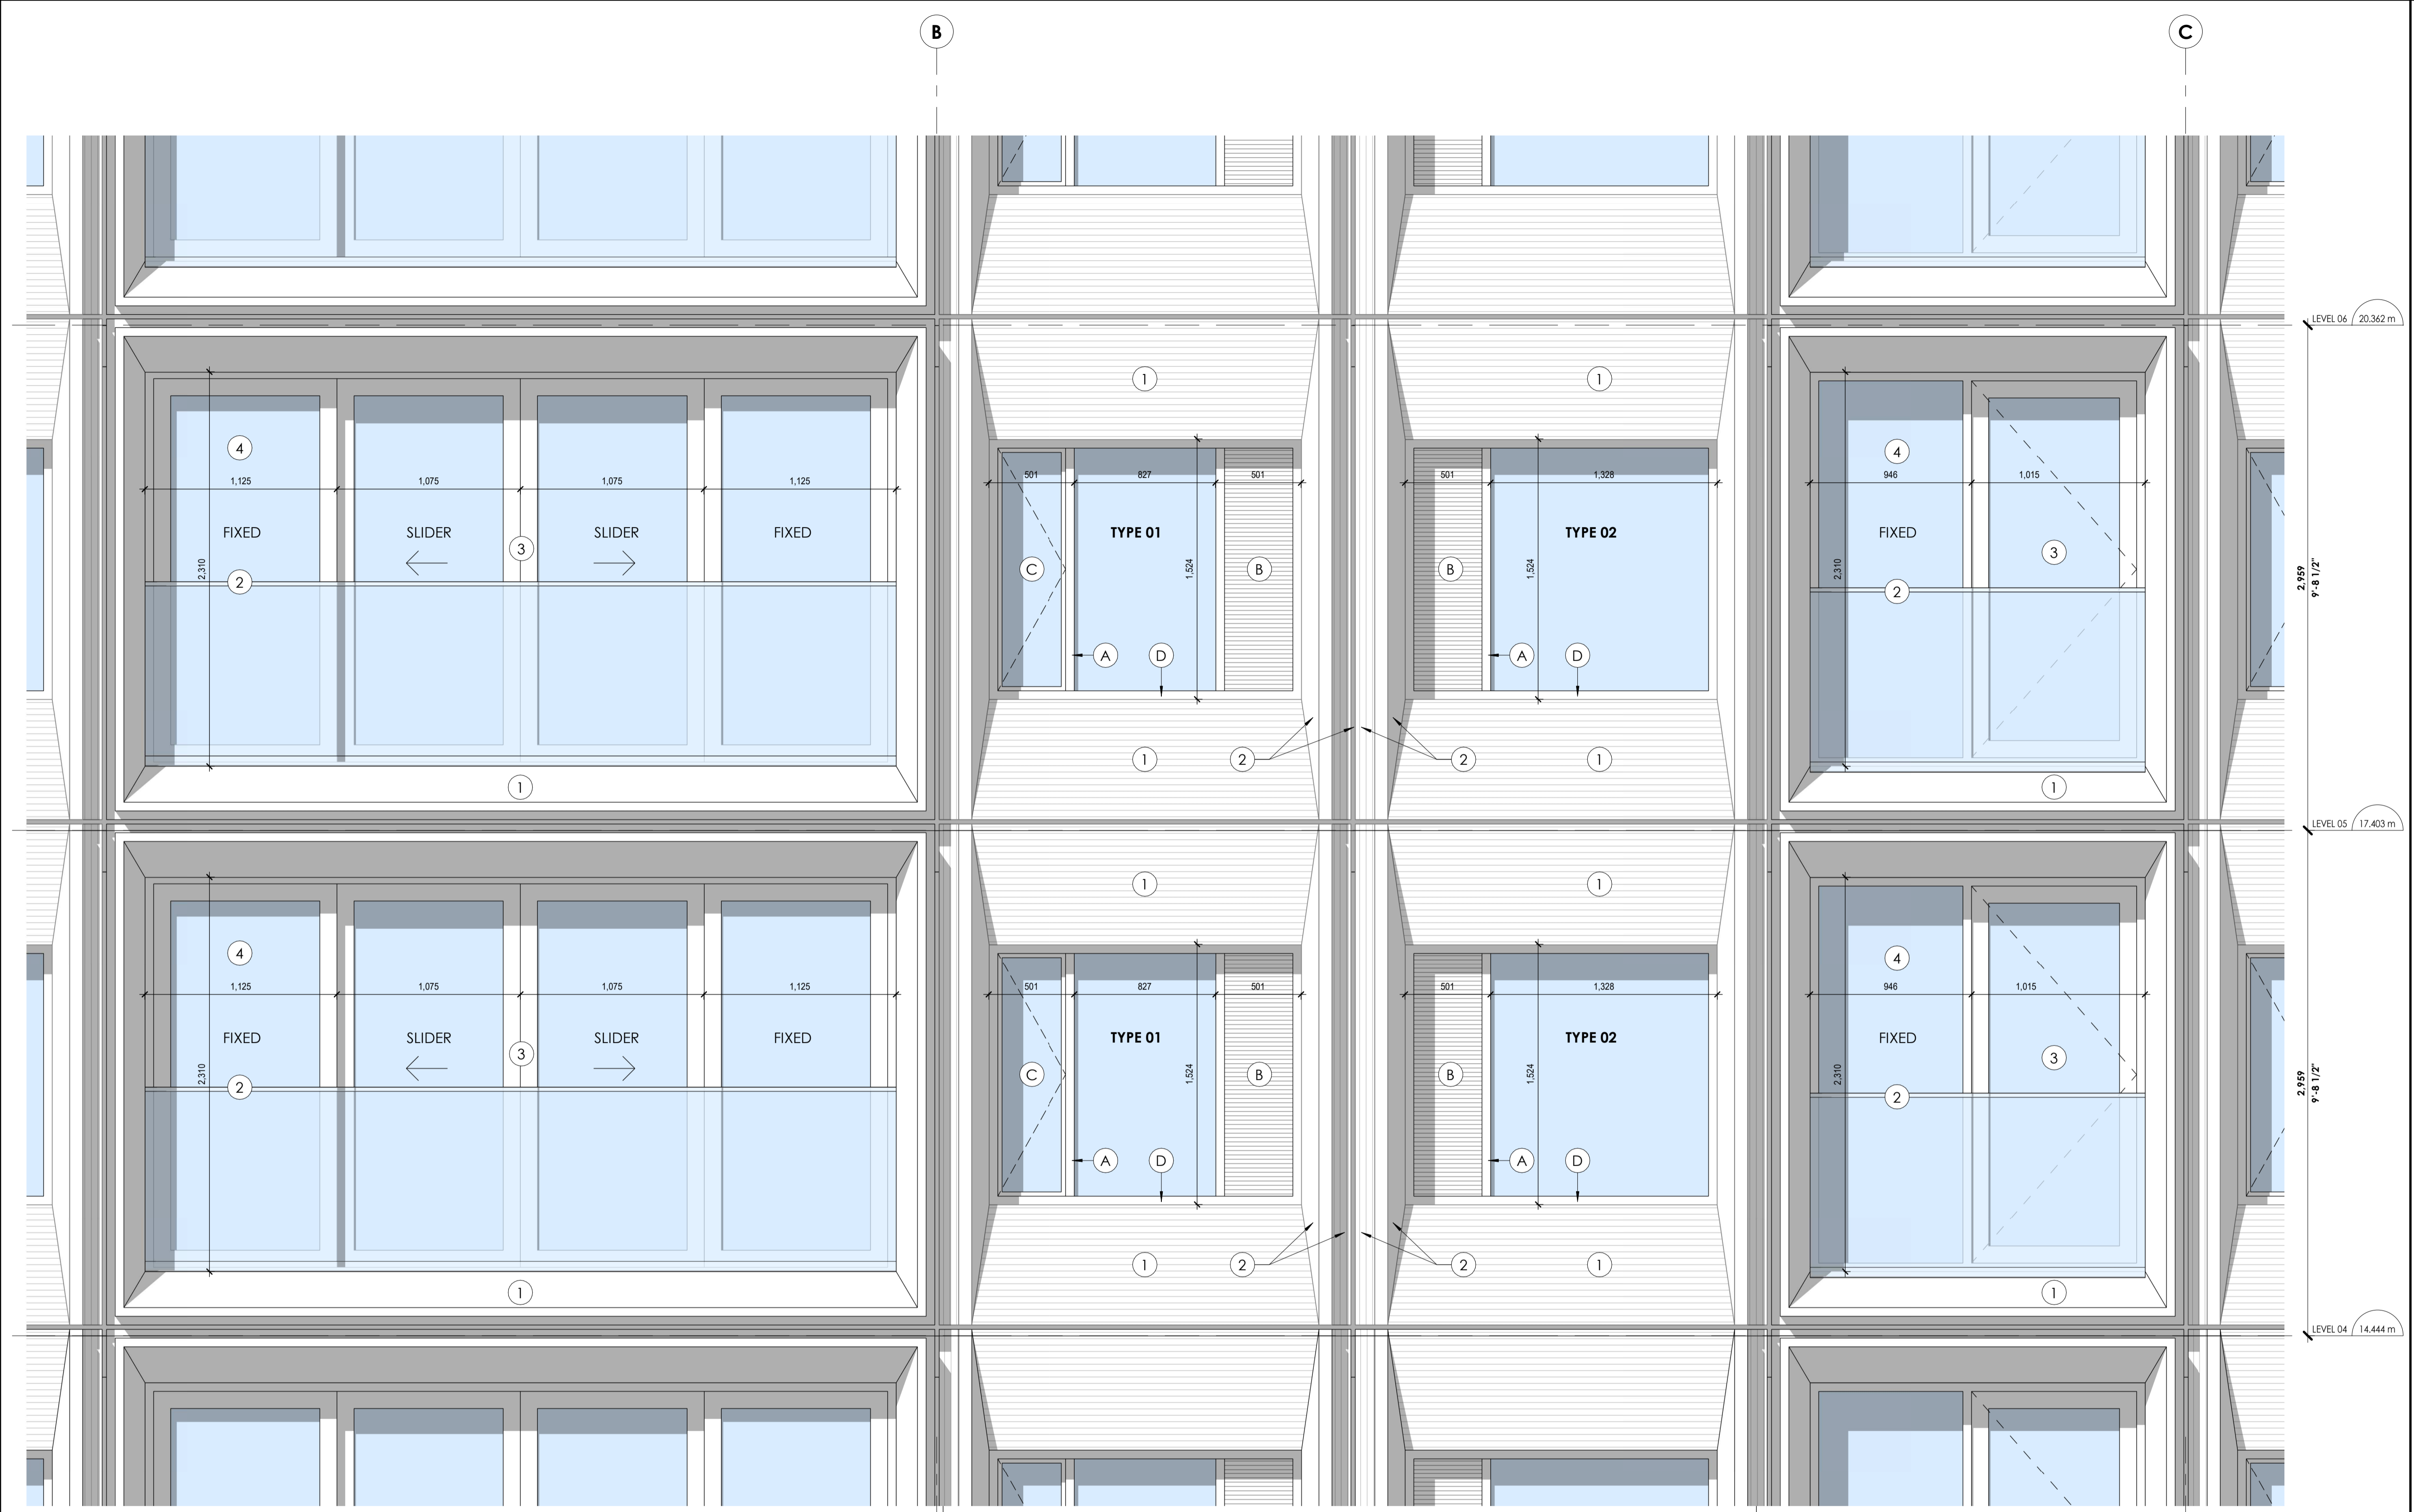 B C
LEVEL 06 20.362 m
1 1
4 4
1,125 1,075 1,075 1,125 501 827 501 501 1,328 946 1,015
FIXED SLIDER SLIDER FIXED TYPE 01 TYPE 02 FIXED
3 3
2,310 C 1,524 B B 1,524 2,310
2 2
2,959
9'-8 1/2"
A D A D
1 2 2 1
1 1
LEVEL 05 17.403 m
1 1
4 4
1,125 1,075 1,075 1,125 501 827 501 501 1,328 946 1,015
FIXED SLIDER SLIDER FIXED TYPE 01 TYPE 02 FIXED
3 3
2,310 C 1,524 B B 1,524 2,310
2 2
2,959
9'-8 1/2"
A D A D
1 2 2 1
1 1
LEVEL 04 14.444 m